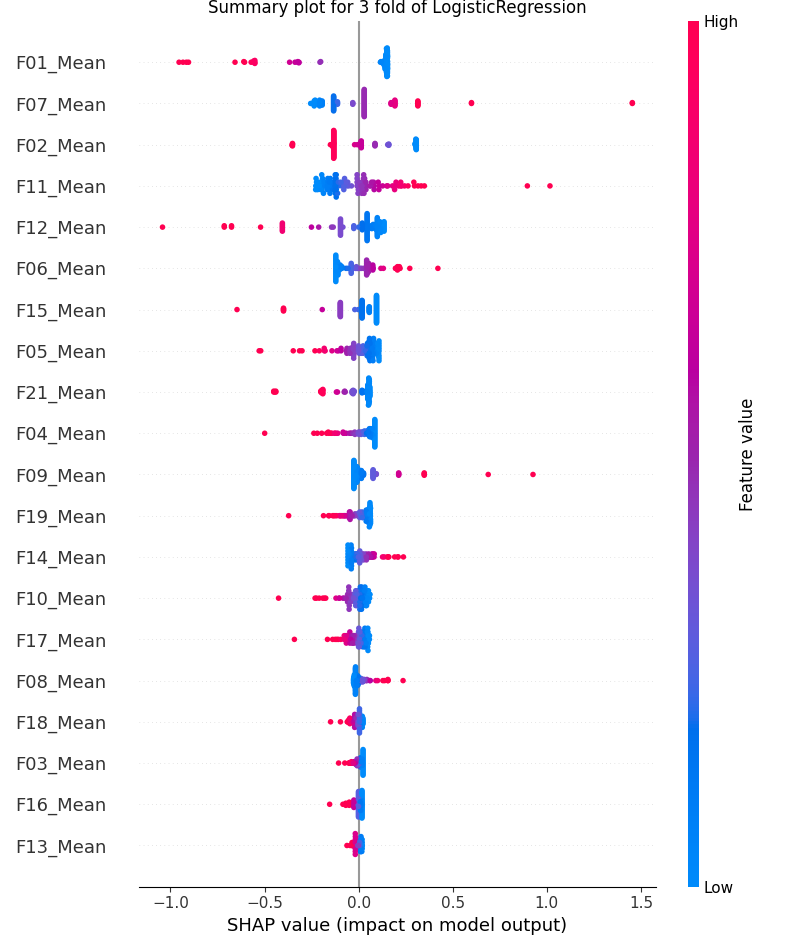 Summary plot for 3 fold of LogisticRegression
High
F01_Mean
F07_Mean
F02_Mean
F11_Mean
F12_Mean
F06_Mean
F15_Mean
F05_Mean
F21_Mean
F04_Mean
F09_Mean
F19_Mean
F14_Mean
F10_Mean
F17_Mean
F08_Mean
F18_Mean
F03_Mean
F16_Mean
F13_Mean
Feature value
Low
−1.0 −0.5 0.0 0.5 1.0 1.5
SHAP value (impact on model output)